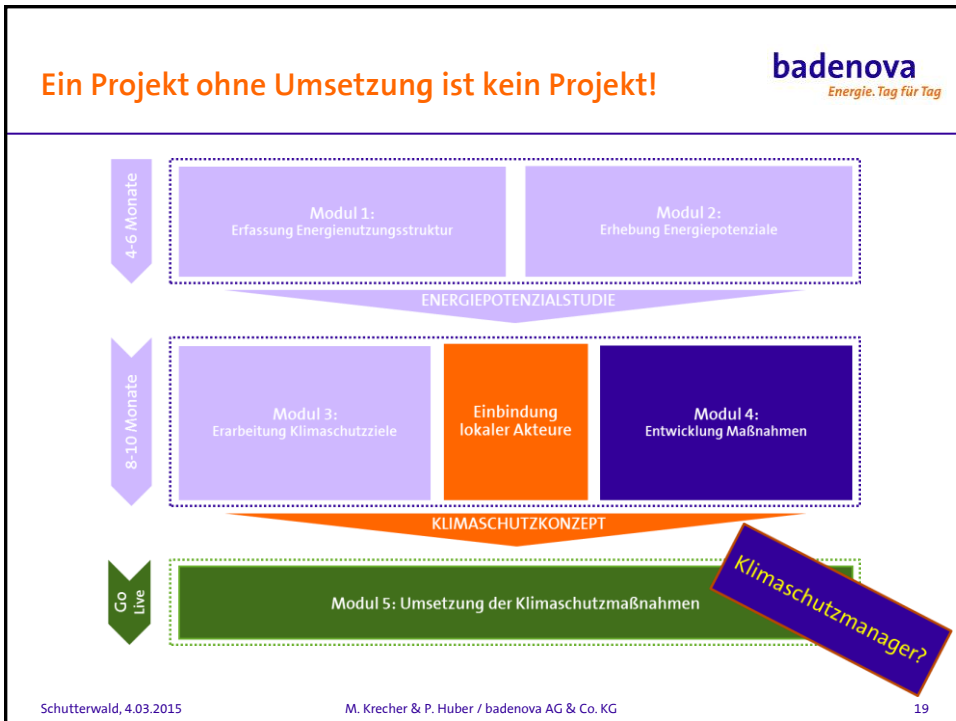 Ein Projekt ohne Umsetzung ist kein Projekt!
badenova
Energie. Tag für Tag
4-6 Monate
Modul 1:
Erfassung Energienutzungsstruktur
Modul 2:
Erhebung Energiepotenziale
ENERGIEPOTENZIALSTUDIE
8-10 Monate
Modul 3:
Erarbeitung Klimaschutzziele
Einbindung
lokaler Akteure
Modul 4:
Entwicklung Maßnahmen
KLIMASCHUTZKONZEPT
Go
Live
Modul 5: Umsetzung der Klimaschutzmaßnahmen
Klimaschutzmanager?
Schutterwald, 4.03.2015
M. Krecher & P. Huber / badenova AG & Co. KG
19